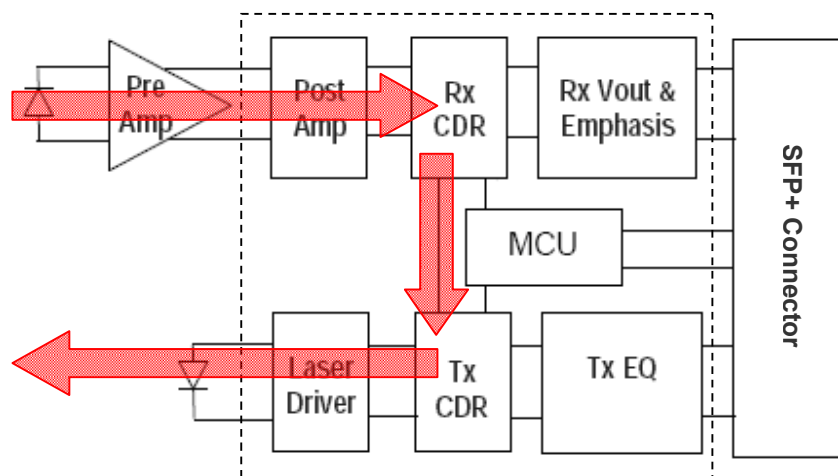 Pre
Amp
Post
Amp
Rx
CDR
Rx Vout &
Emphasis
SFP+ Connector
MCU
Laser
Driver
Tx
CDR
Tx EQ